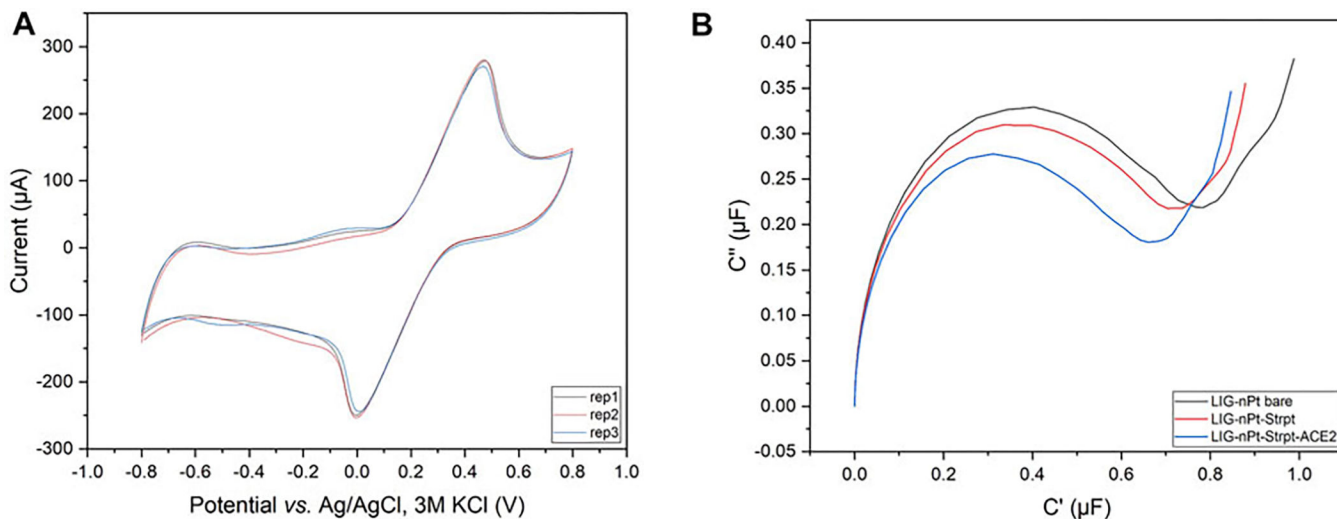 A
300
200
100
0
-100
-200
-300
Current (µA)
-1.0 -0.8 -0.6 -0.4 -0.2 0.0 0.2 0.4 0.6 0.8 1.0
Potential vs. Ag/AgCl, 3M KCl (V)
rep1
rep2
rep3
B
0.40
0.35
0.30
0.25
0.20
0.15
0.10
0.05
0.00
-0.05
C'' (µF)
0.0 0.2 0.4 0.6 0.8 1.0
C' (µF)
LIG-nPt bare
LIG-nPt-Strpt
LIG-nPt-Strpt-ACE2